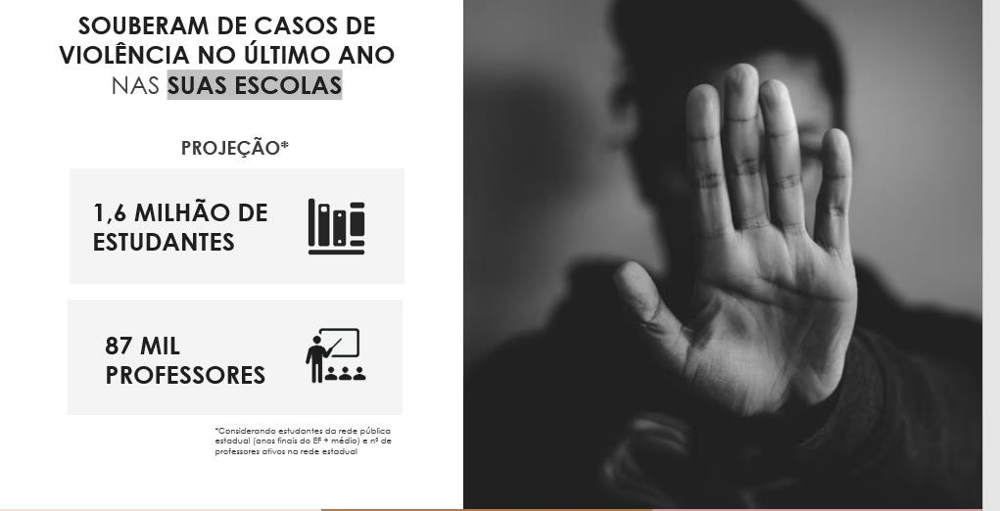 SOUBERAM DE CASOS DE
VIOLÊNCIA NO ÚLTIMO ANO
NAS SUAS ESCOLAS
PROJEÇÃO*
1,6 MILHÃO DE
ESTUDANTES
87 MIL
PROFESSORES
*Considerando estudantes da rede pública
estadual (anos finais do EF + médio) e nº de
professores ativos na rede estadual